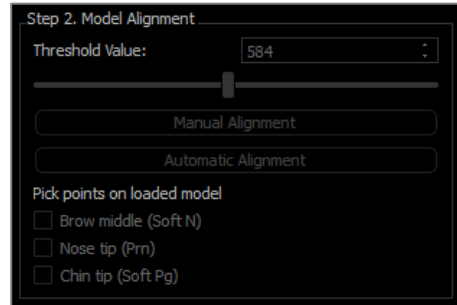 Step 2. Model Alignment
Threshold Value: 584
Manual Alignment
Automatic Alignment
Pick points on loaded model
Brow middle (Soft N)
Nose tip (Prn)
Chin tip (Soft Pg)